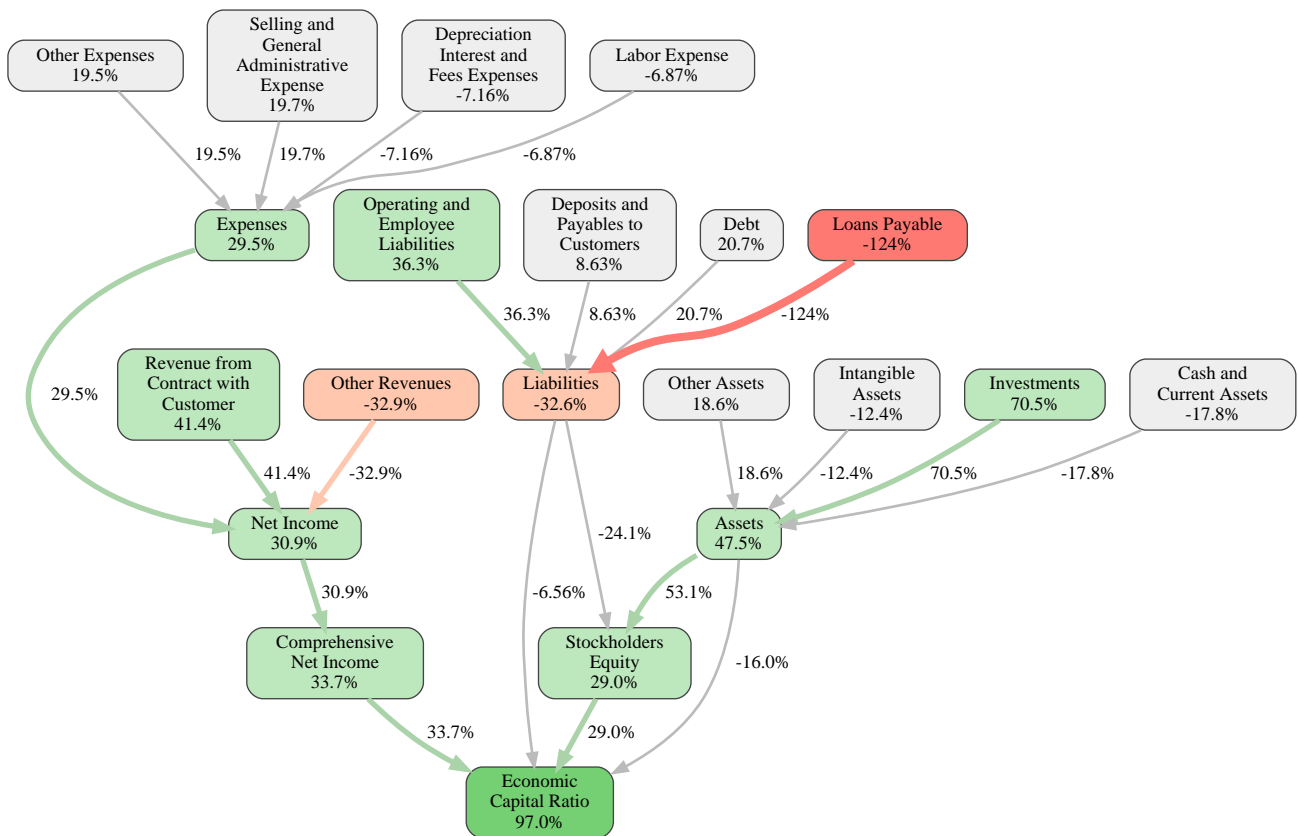 Other Expenses
19.5%
Selling and
General
Administrative
Expense
19.7%
Depreciation
Interest and
Fees Expenses
-7.16%
Labor Expense
-6.87%
19.5%
19.7%
-7.16%
-6.87%
Expenses
29.5%
Operating and
Employee
Liabilities
36.3%
Deposits and
Payables to
Customers
8.63%
Debt
20.7%
Loans Payable
-124%
36.3%
8.63%
20.7%
-124%
29.5%
Revenue from
Contract with
Customer
41.4%
Other Revenues
-32.9%
Liabilities
-32.6%
Other Assets
18.6%
Intangible
Assets
-12.4%
Investments
70.5%
Cash and
Current Assets
-17.8%
41.4%
-32.9%
18.6%
-12.4%
70.5%
-17.8%
Net Income
30.9%
-24.1%
Assets
47.5%
30.9%
-6.56%
53.1%
Comprehensive
Net Income
33.7%
Stockholders
Equity
29.0%
-16.0%
33.7%
29.0%
Economic
Capital Ratio
97.0%